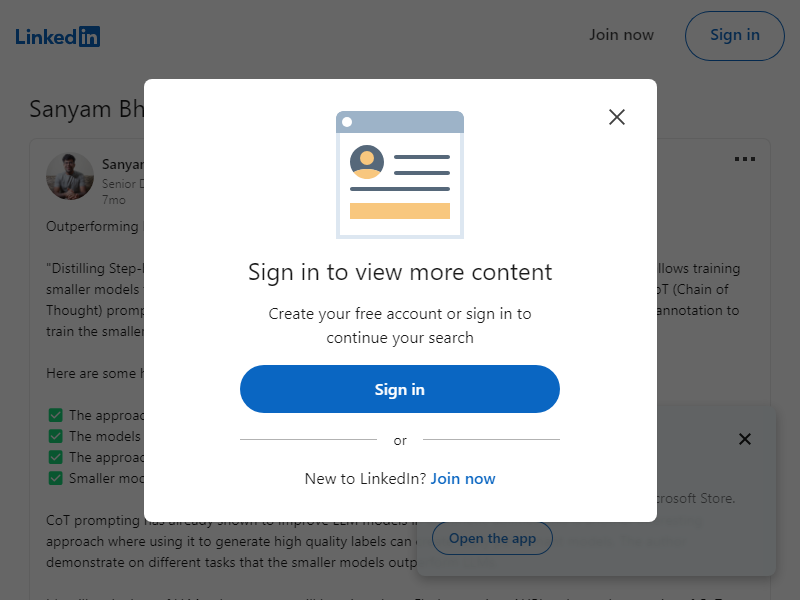 LinkedIn
Join now
Sign in
Sanyam Bh
Sanyar
Senior D
7mo
Outperforming
"Distilling Step-
llows training
smaller models
oT (Chain of
Thought) promp
annotation to
train the smaller
Here are some h
The approac
The models
The approac
Smaller mod
Sign in to view more content
Create your free account or sign in to
continue your search
Sign in
or
New to LinkedIn? Join now
crosoft Store.
Open the app
CoT prompting has already shown to improve LLM models
approach where using it to generate high quality labels can
demonstrate on different tasks that the smaller models outp